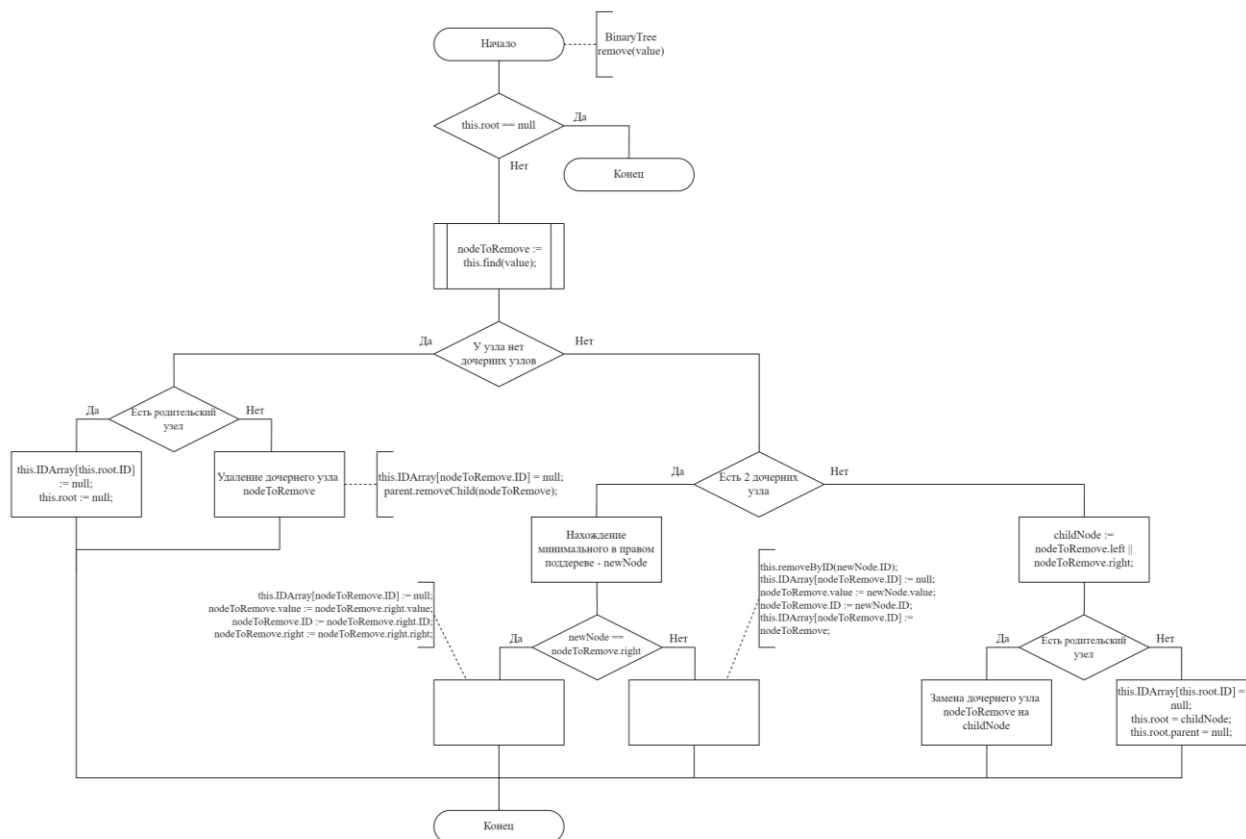 Начало
BinaryTree
remove(value)
this.root == null
Да
Нет
Конец
nodeToRemove :=
this.find(value);
Да
У узла нет
дочерних узлов
Нет
Да
Есть родительский
узел
Нет
this.IDArray[this.root.ID]
:= null;
this.root := null;
Удаление дочернего узла
nodeToRemove
this.IDArray[nodeToRemove.ID] = null;
parent.removeChild(nodeToRemove);
Да
Есть 2 дочерних
узла
Нет
Нахождение
минимального в правом
поддереве - newNode
this.removeByID(newNode.ID);
this.IDArray[nodeToRemove.ID] := null;
nodeToRemove.value := newNode.value;
nodeToRemove.ID := newNode.ID;
this.IDArray[nodeToRemove.ID] :=
nodeToRemove;
childNode :=
nodeToRemove.left ||
nodeToRemove.right;
this.IDArray[nodeToRemove.ID] := null;
nodeToRemove.value := nodeToRemove.right.value;
nodeToRemove.ID := nodeToRemove.right.ID;
nodeToRemove.right := nodeToRemove.right.right;
Да
newNode ==
nodeToRemove.right
Нет
Да
Есть родительский
узел
Нет
Замена дочернего узла
nodeToRemove на
childNode
this.IDArray[this.root.ID] =
null;
this.root = childNode;
this.root.parent = null;
Конец